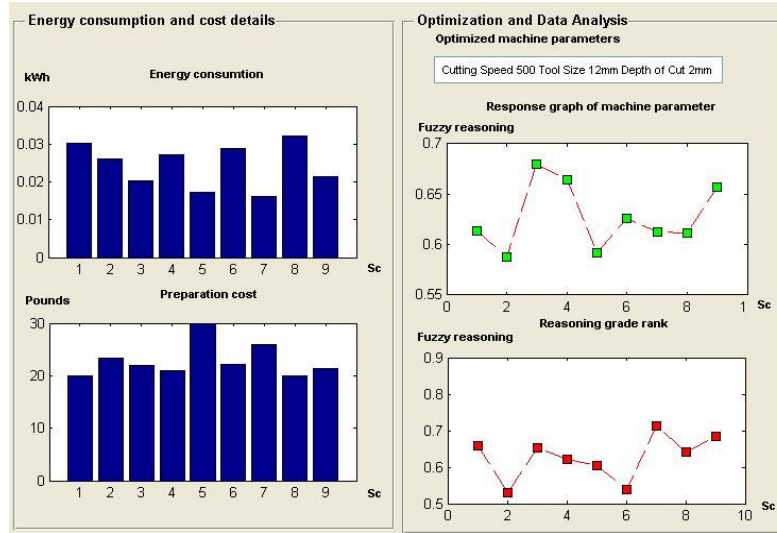 Energy consumption and cost details
kWh
Energy consumtion
0.04
0.03
0.02
0.01
0
1 2 3 4 5 6 7 8 9 Sc
Pounds
Preparation cost
30
20
10
0
1 2 3 4 5 6 7 8 9 Sc
Optimization and Data Analysis
Optimized machine parameters
Cutting Speed 500 Tool Size 12mm Depth of Cut 2mm
Response graph of machine parameter
Fuzzy reasoning
0.7
0.65
0.6
0.55
0 2 4 6 8 1 Sc
Reasoning grade rank
Fuzzy reasoning
0.9
0.8
0.7
0.6
0.5
0 2 4 6 8 10 Sc